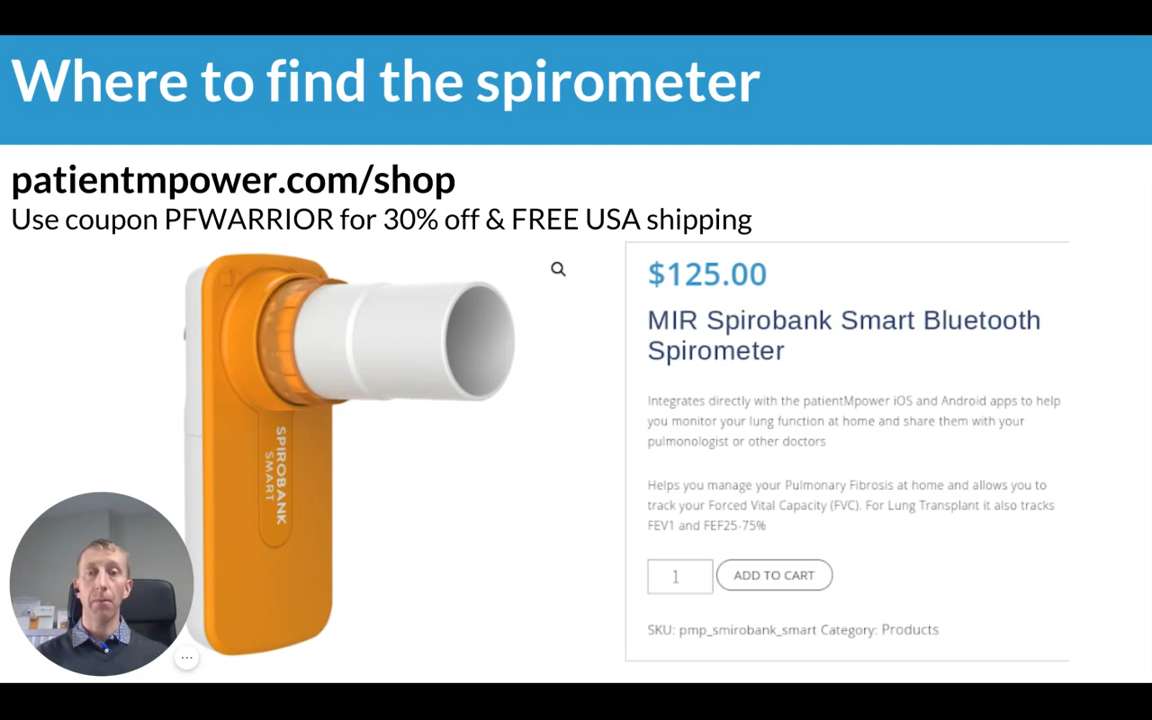 Where to find the spirometer
patientmpower.com/shop
Use coupon PFWARRIOR for 30% off & FREE USA shipping
$125.00
MIR Spirobank Smart Bluetooth
Spirometer
Integrates directly with the patientMpower iOS and Android apps to help
you monitor your lung function at home and share them with your
pulmonologist or other doctors
Helps you manage your Pulmonary Fibrosis at home and allows you to
track your Forced Vital Capacity (FVC). For Lung Transplant it also tracks
FEV1 and FEF25-75%
1
ADD TO CART
SKU: pmp_smirobank_smart Category: Products
SPIROBANK
SMART